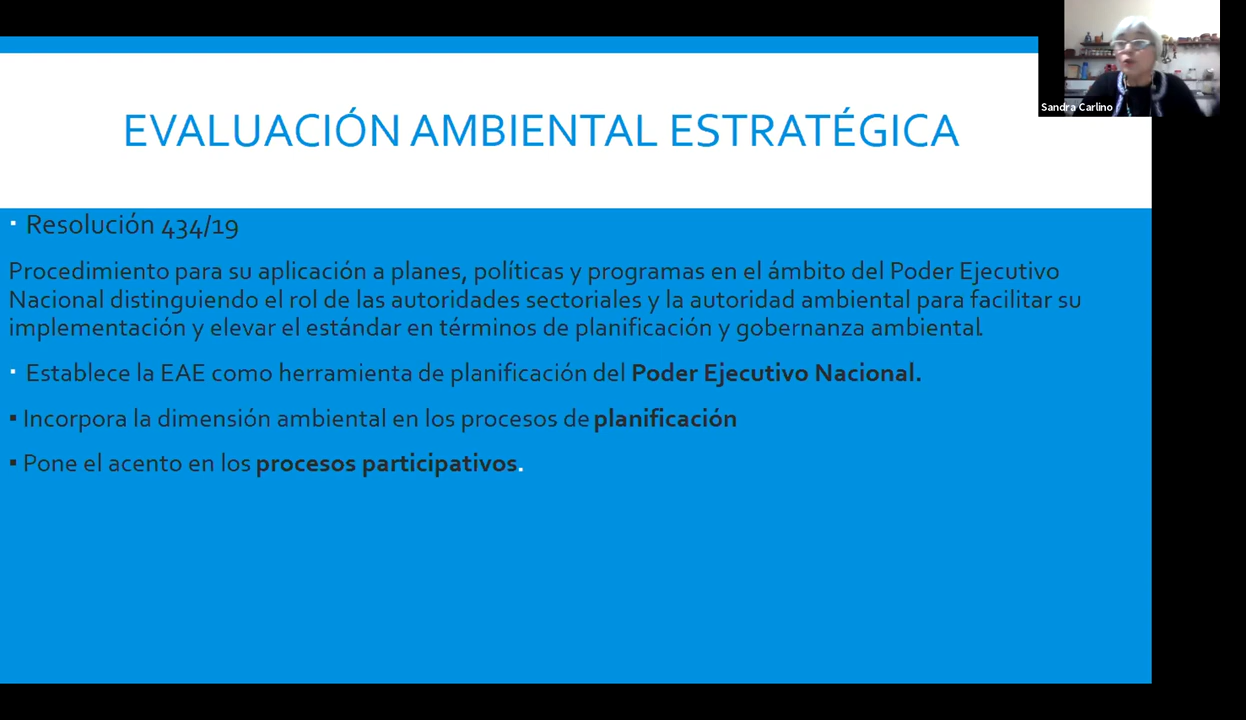 Sandra Carlino
EVALUACIÓN AMBIENTAL ESTRATÉGICA
▪ Resolución 434/19
Procedimiento para su aplicación a planes, políticas y programas en el ámbito del Poder Ejecutivo
Nacional distinguiendo el rol de las autoridades sectoriales y la autoridad ambiental para facilitar su
implementación y elevar el estándar en términos de planificación y gobernanza ambiental
▪ Establece la EAE como herramienta de planificación del Poder Ejecutivo Nacional.
▪ Incorpora la dimensión ambiental en los procesos de planificación
▪ Pone el acento en los procesos participativos.